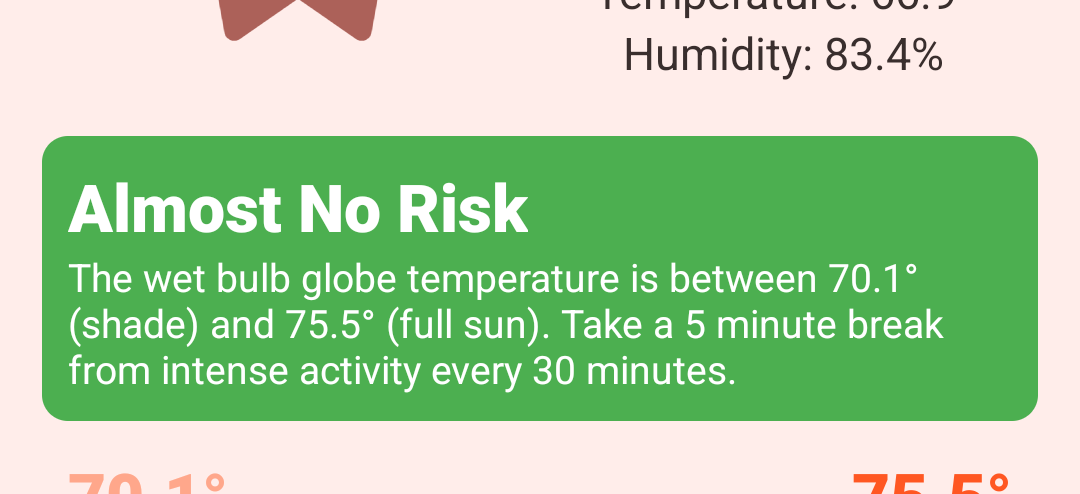 Temperature:
Humidity: 83.4%
Almost No Risk
The wet bulb globe temperature is between 70.1°
(shade) and 75.5° (full sun). Take a 5 minute break
from intense activity every 30 minutes.
70.1°
75.5°